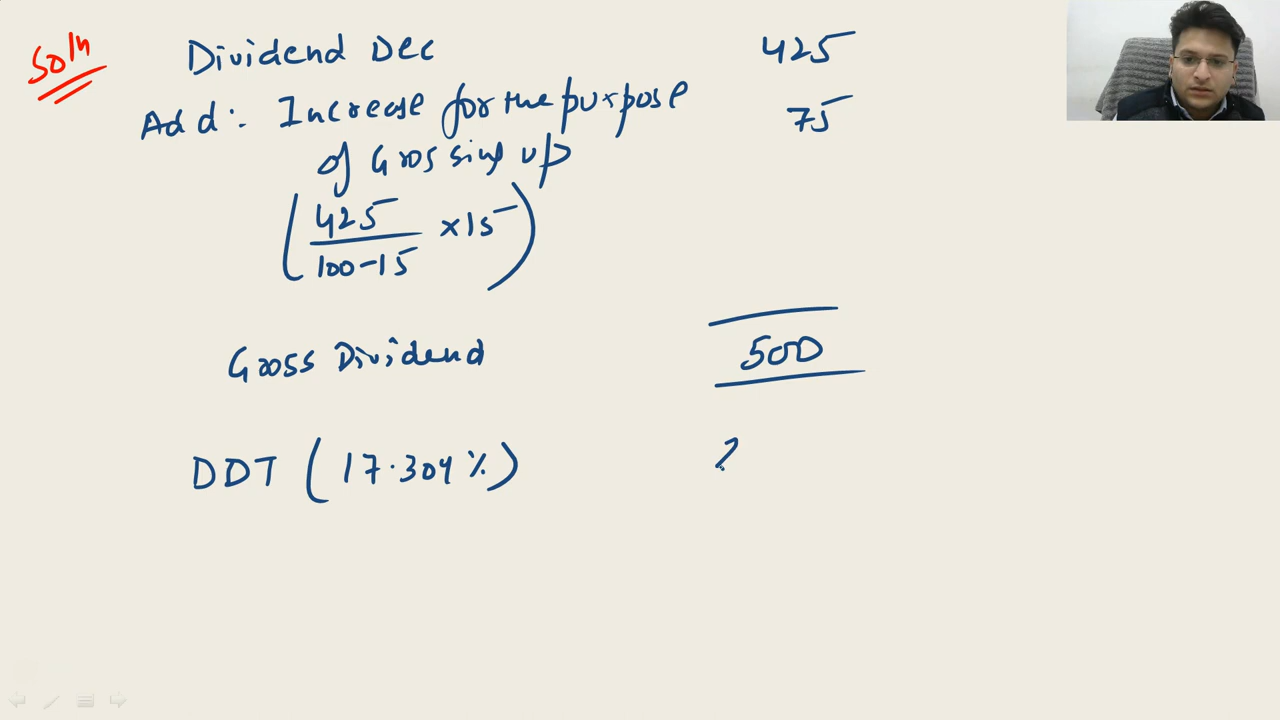 Soln
Dividend Dec 425
Add:- Increase for the purpose 75
of Grossing up
(425/100-15 x15)
Gross Dividend 500
DDT (17.304%)